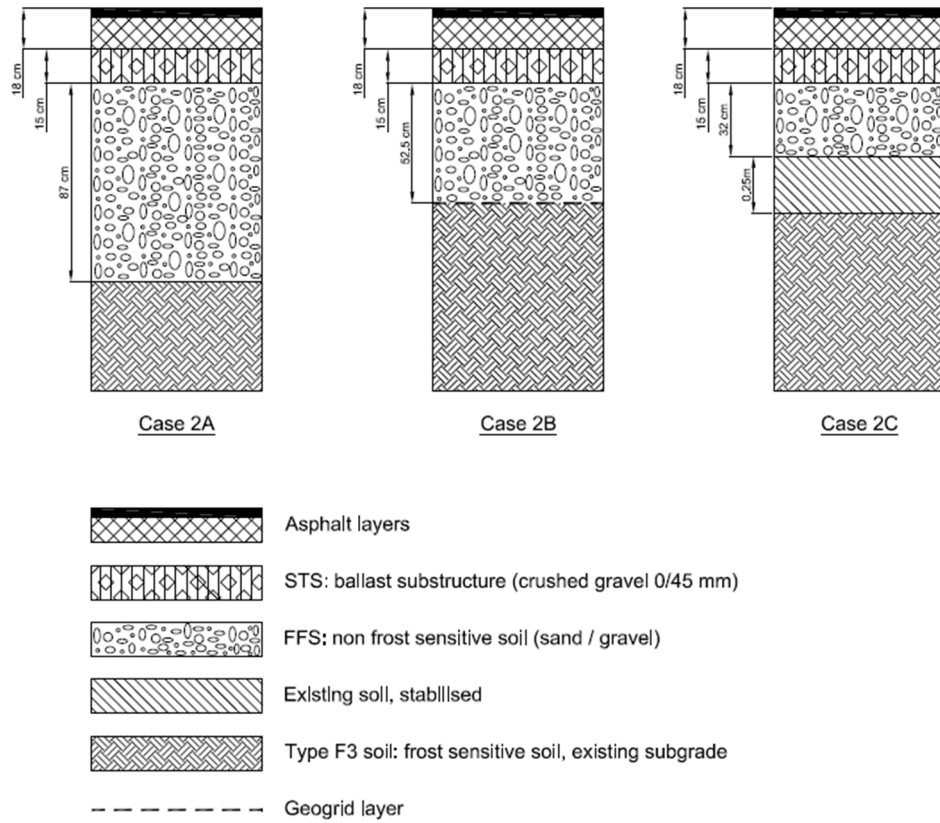 18 cm
15 cm
87 cm
18 cm
15 cm
52,5 cm
18 cm
15 cm
32 cm
0,25m
Case 2A
Case 2B
Case 2C
Asphalt layers
STS: ballast substructure (crushed gravel 0/45 mm)
FFS: non frost sensitive soil (sand / gravel)
Existing soil, stabilised
Type F3 soil: frost sensitive soil, existing subgrade
Geogrid layer